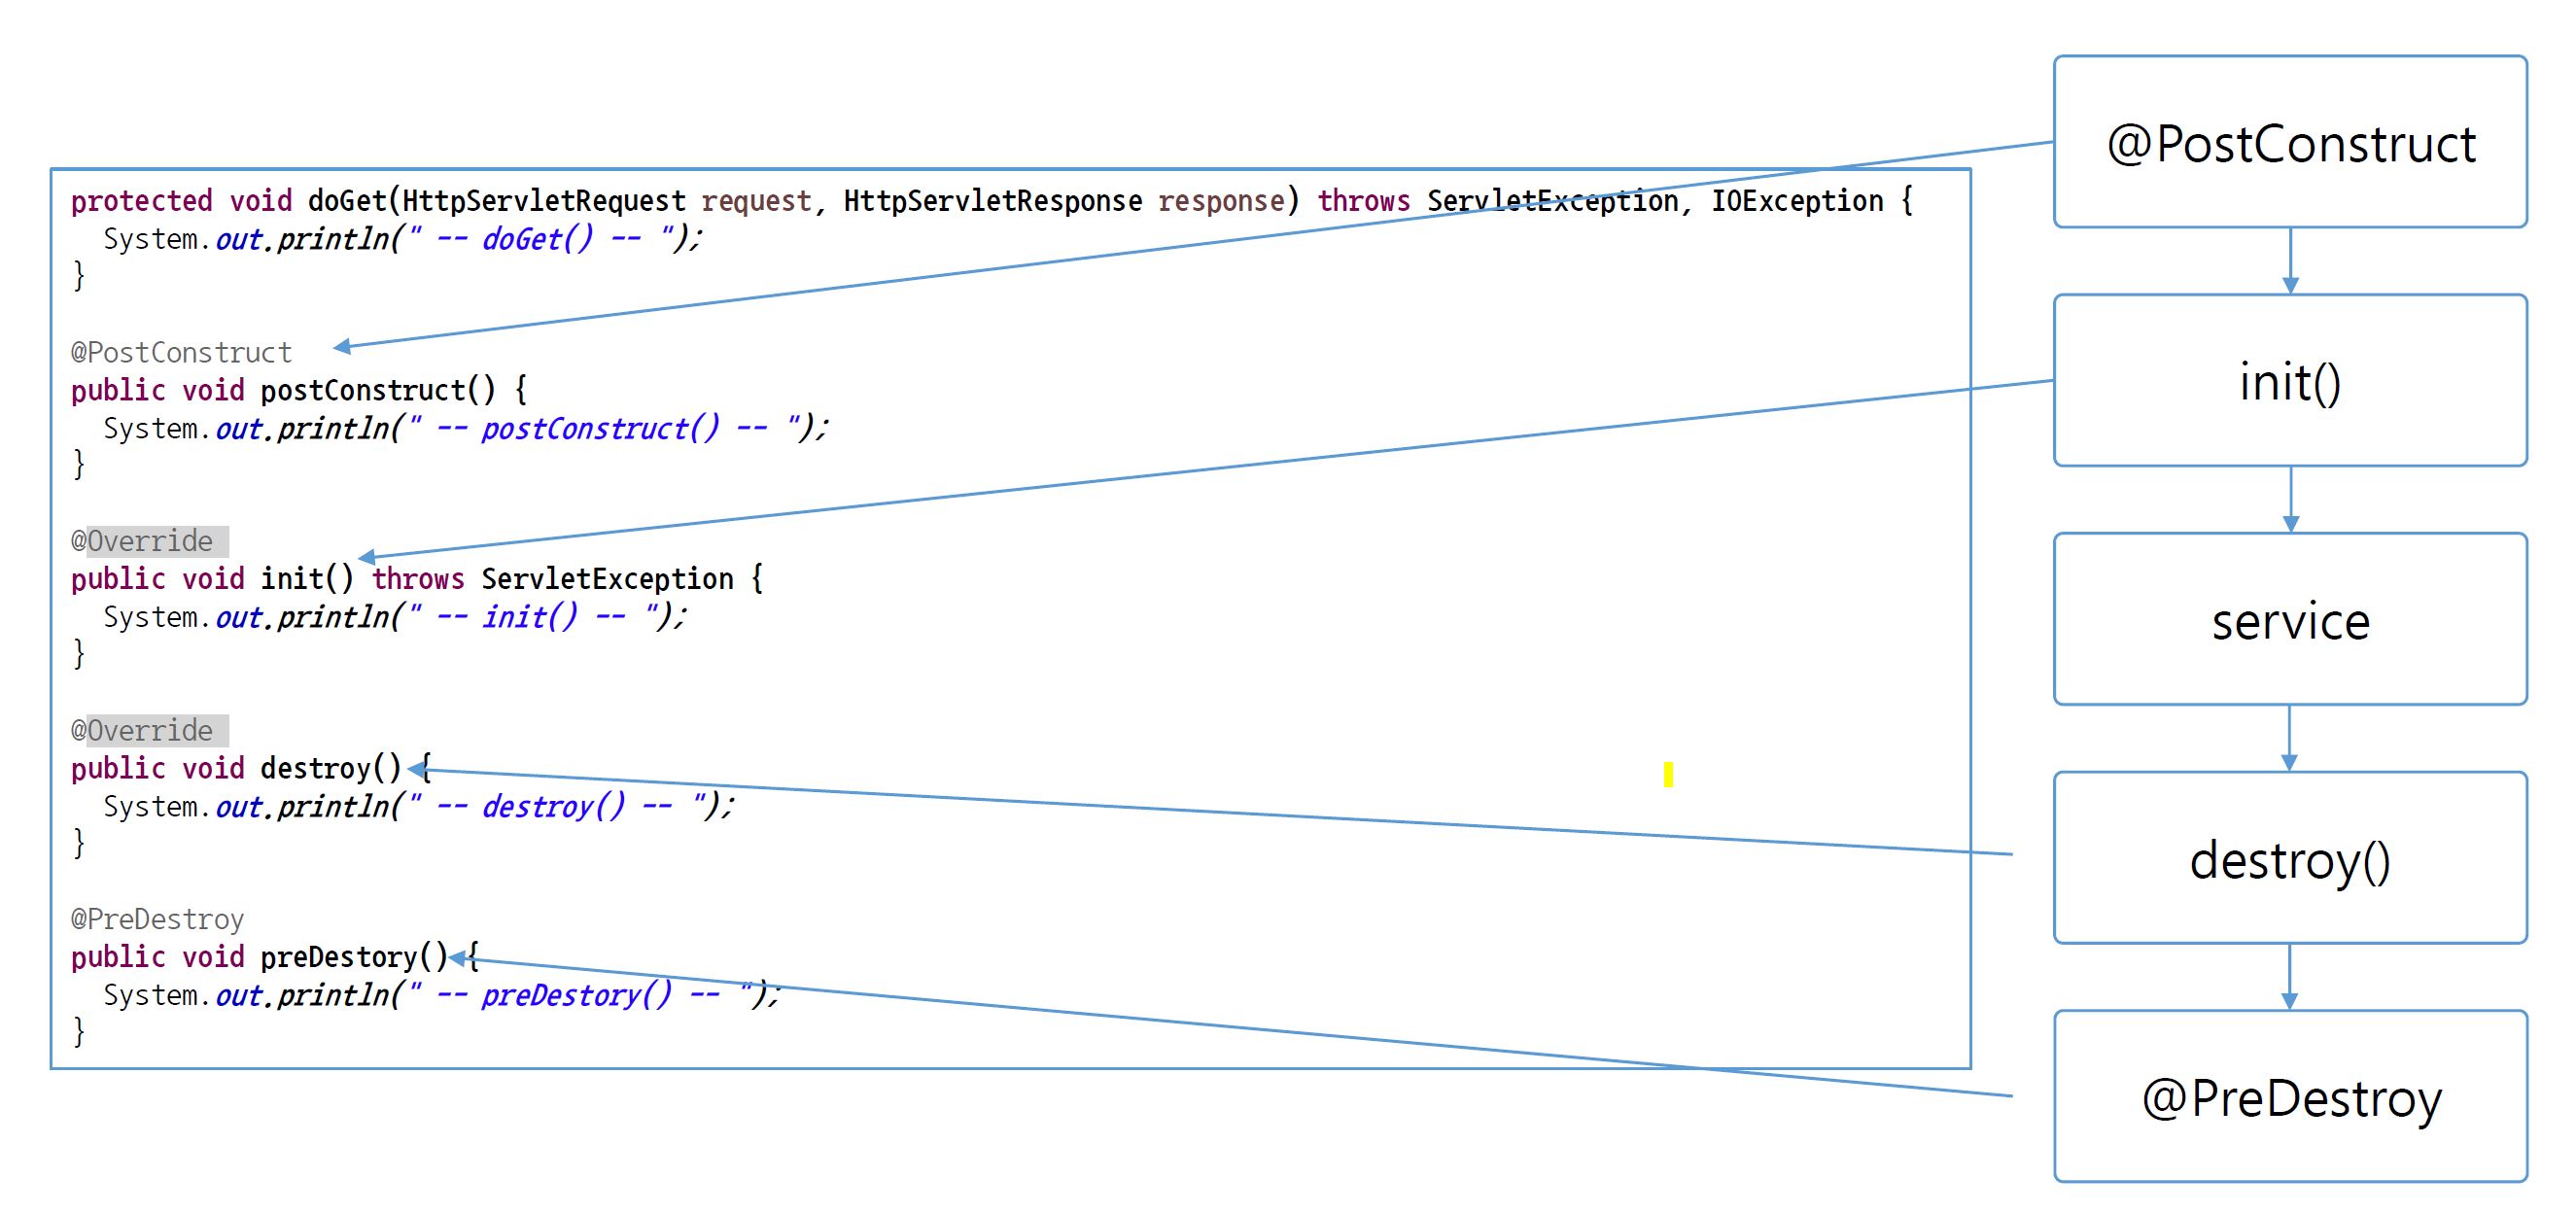 protected void doGet(HttpServletRequest request, HttpServletResponse response) throws ServletException, IOException {
  System.out.println(" -- doGet() -- ");
}
@PostConstruct
public void postConstruct() {
  System.out.println(" -- postConstruct() -- ");
}
@Override
public void init() throws ServletException {
  System.out.println(" -- init() -- ");
}
@Override
public void destroy() {
  System.out.println(" -- destroy() -- ");
}
@PreDestroy
public void preDestory() {
  System.out.println(" -- preDestory() -- ");
}
@PostConstruct
init()
service
destroy()
@PreDestroy